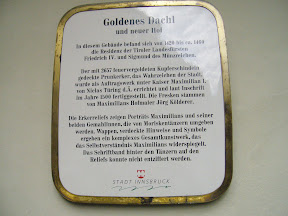 Goldenes Dachl
und neuer Hof
In diesem Gebäude befand sich von 1420 bis ca. 1460
die Residenz der Tiroler Landesfürsten
Friedrich IV. und Sigmund des Münzreichen.
Der mit 2657 feuervergoldeten Kupferschindeln
gedeckte Prunkerker, das Wahrzeichen der Stadt,
wurde als Auftragswerk unter Kaiser Maximilian I.
von Niclas Türing d.Ä. errichtet und laut Inschrift
im Jahre 1500 fertiggestellt. Die Fresken stammen
von Maximilians Hofmaler Jörg Kölderer.
Die Erkerreliefs zeigen Porträts Maximilians und seiner
beiden Gemahlinnen, die von Moriskentänzern umgeben
werden. Wappen, verdeckte Hinweise und Symbole
ergeben ein komplexes Gesamtkunstwerk, das
das Selbstverständnis Maximilians widerspiegelt.
Das Schriftband hinter den Tänzern auf den
Reliefs konnte nicht entziffert werden.
STADT INNSBRUCK